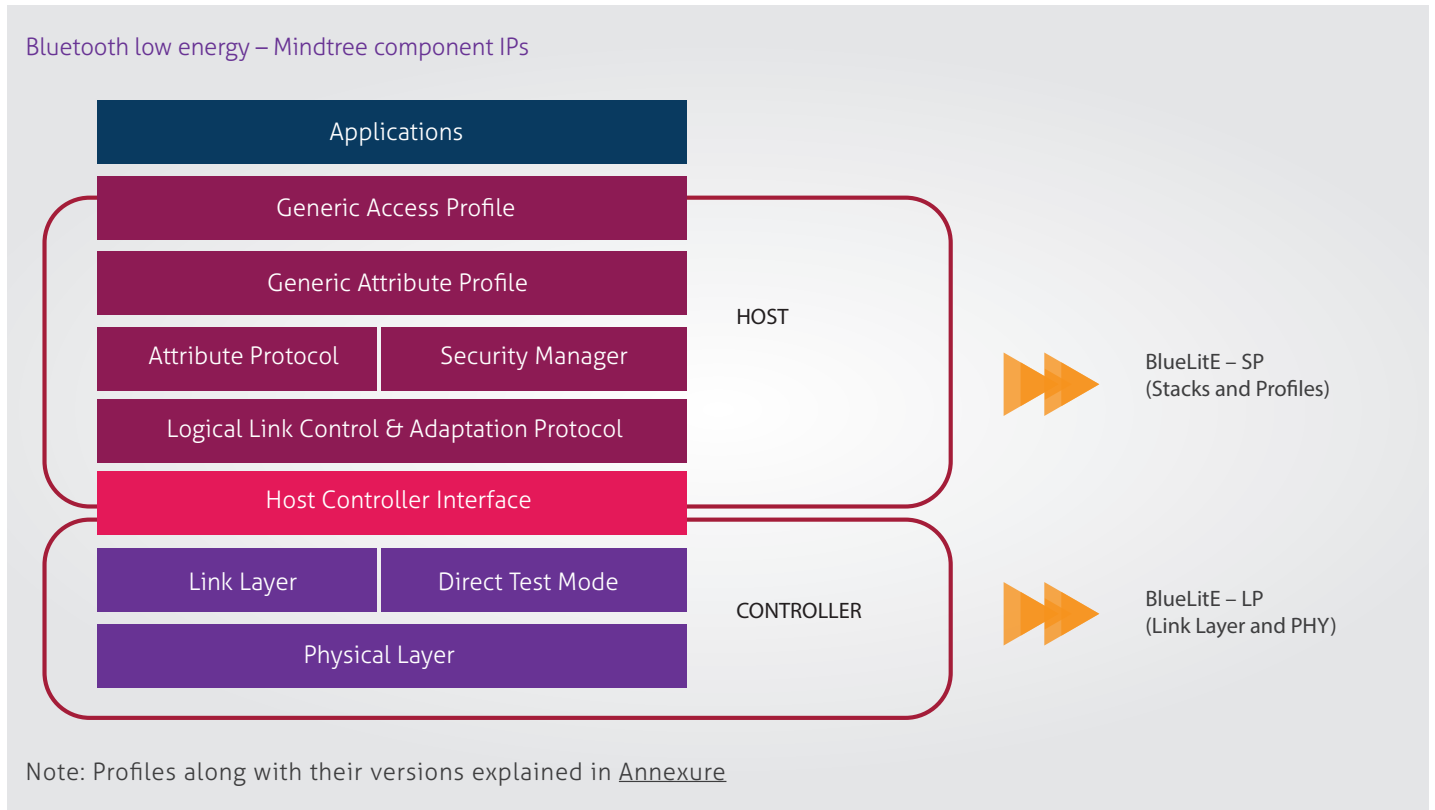 Bluetooth low energy – Mindtree component IPs
Applications
Generic Access Profile
Generic Attribute Profile
HOST
Attribute Protocol
Security Manager
BlueLitE – SP
(Stacks and Profiles)
Logical Link Control & Adaptation Protocol
Host Controller Interface
Link Layer
Direct Test Mode
CONTROLLER
BlueLitE – LP
(Link Layer and PHY)
Physical Layer
Note: Profiles along with their versions explained in Annexure